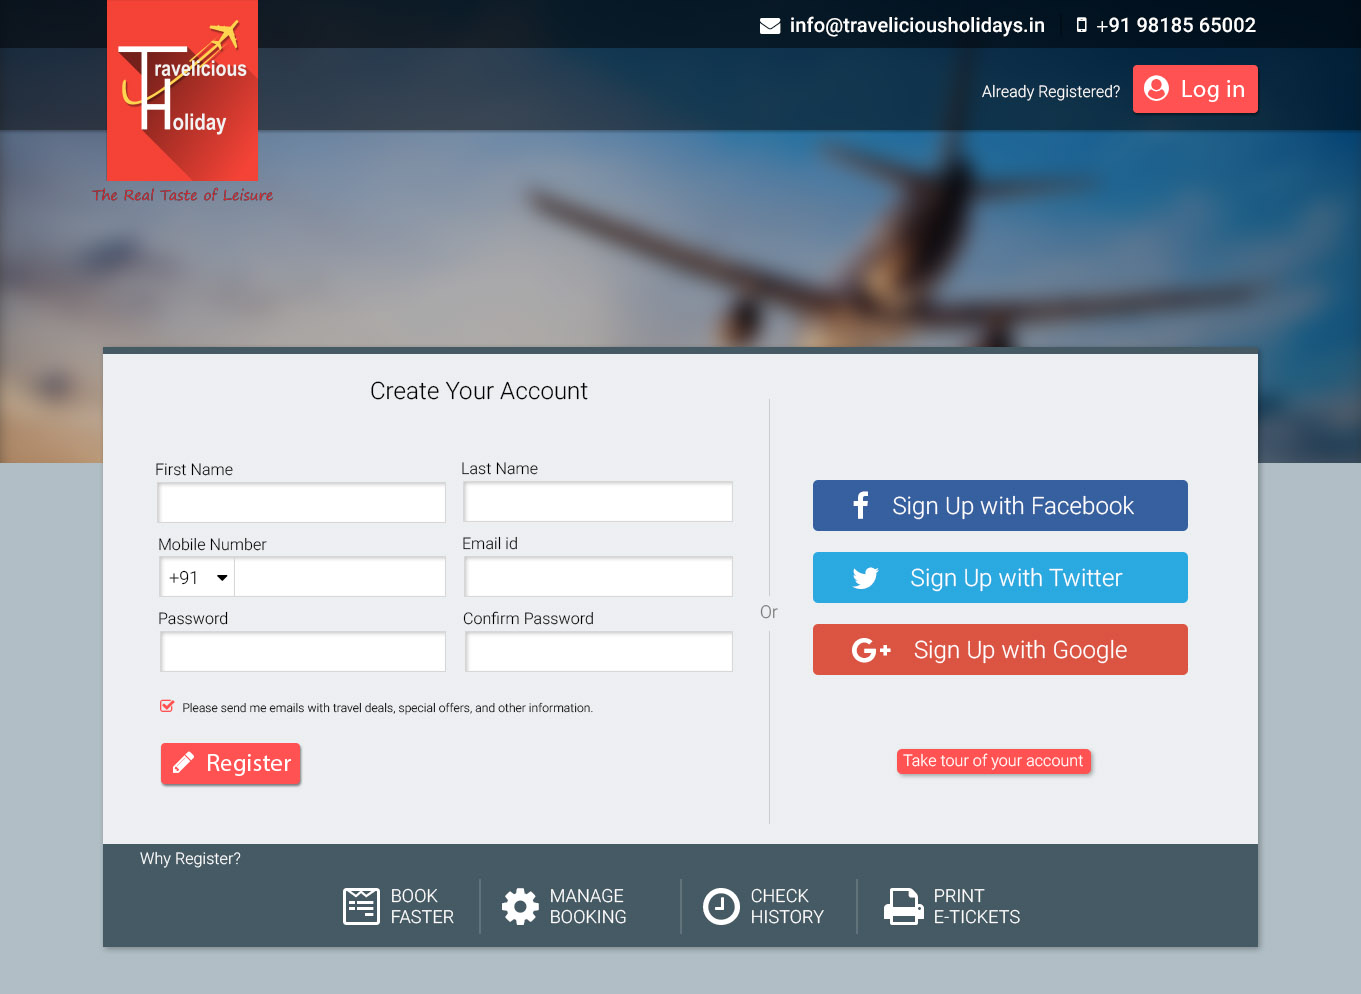 info@traveliciousholidays.in
+91 98185 65002
Travelicious
Holiday
The Real Taste of Leisure
Already Registered?
Log in
Create Your Account
First Name
Last Name
Mobile Number
Email id
+91
Password
Confirm Password
Please send me emails with travel deals, special offers, and other information.
Register
Or
Sign Up with Facebook
Sign Up with Twitter
G+ Sign Up with Google
Take tour of your account
Why Register?
BOOK
FASTER
MANAGE
BOOKING
CHECK
HISTORY
PRINT
E-TICKETS